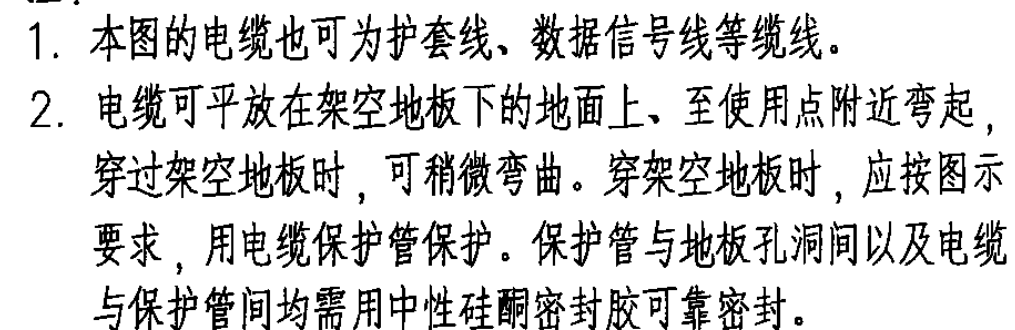 1. 本图的电缆也可为护套线、数据信号线等缆线。
2. 电缆可平放在架空地板下的地面上、至使用点附近弯起,
穿过架空地板时,可稍微弯曲。穿架空地板时,应按图示
要求,用电缆保护管保护。保护管与地板孔洞间以及电缆
与保护管间均需用中性硅酮密封胶可靠密封。